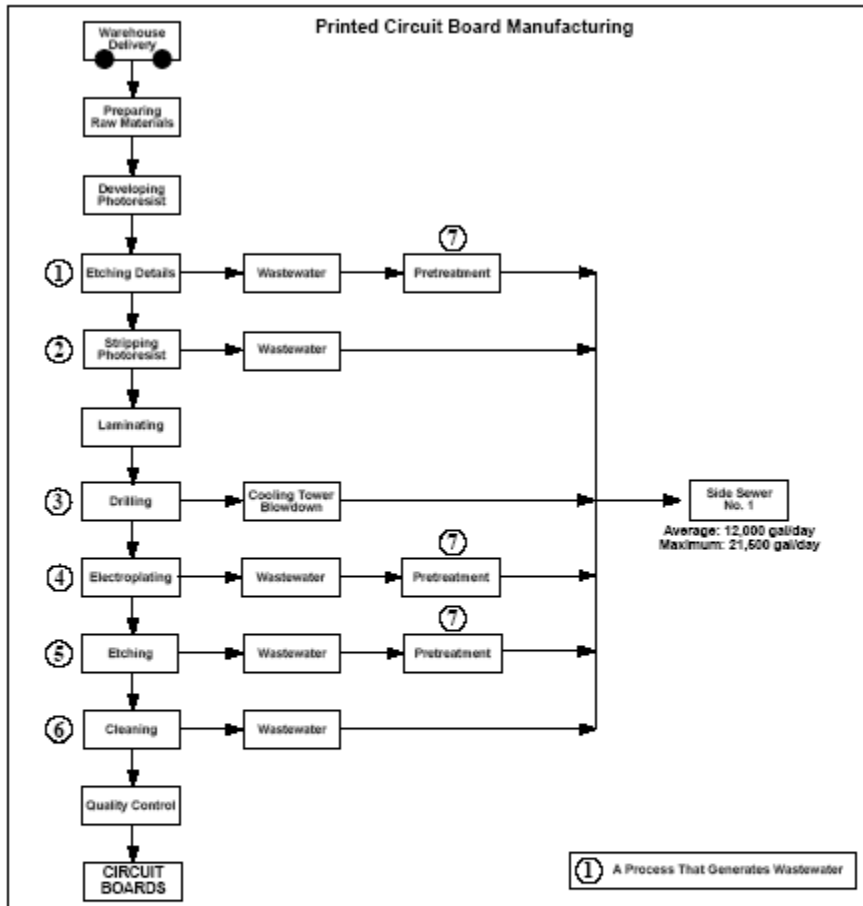 Printed Circuit Board Manufacturing
Warehouse
Delivery
Preparing
Raw Materials
Developing
Photoresist
7
1
Etching Details
Wastewater
Pretreatment
2
Stripping
Photoresist
Wastewater
Laminating
3
Drilling
Cooling Tower
Blowdown
Side Sewer
No. 1
Average: 12,000 gal/day
Maximum: 21,500 gal/day
7
4
Electroplating
Wastewater
Pretreatment
7
5
Etching
Wastewater
Pretreatment
6
Cleaning
Wastewater
Quality Control
CIRCUIT
BOARDS
1 A Process That Generates Wastewater